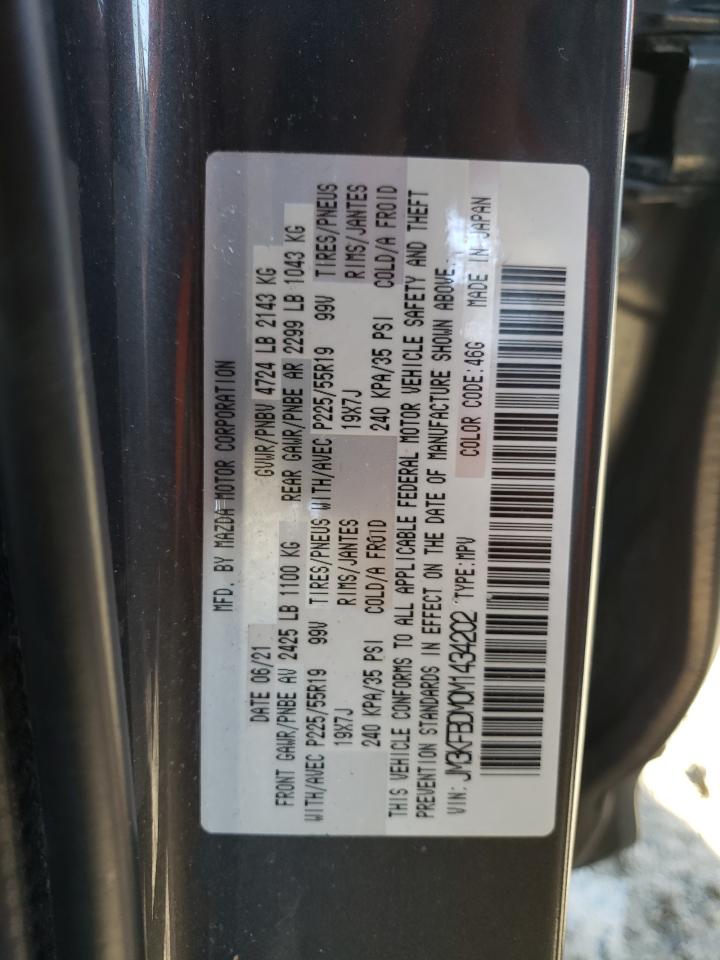 MFD. BY MAZDA MOTOR CORPORATION
DATE 06/21 GVWR/PNBV 4724 LB 2143 KG
FRONT GAWR/PNBE AV 2425 LB 1100 KG REAR GAWR/PNBE AR 2299 LB 1043 KG
WITH/AVEC P225/55R19 99V TIRES/PNEUS WITH/AVEC P225/55R19 99V TIRES/PNEUS
19X7J RIMS/JANTES 19X7J RIMS/JANTES
240 KPA/35 PSI COLD/A FROID 240 KPA/35 PSI COLD/A FROID
THIS VEHICLE CONFORMS TO ALL APPLICABLE FEDERAL MOTOR VEHICLE SAFETY AND THEFT
PREVENTION STANDARDS IN EFFECT ON THE DATE OF MANUFACTURE SHOWN ABOVE.
VIN: JM3KFBDM0M1434202 TYPE:MPV COLOR CODE:46G MADE IN JAPAN